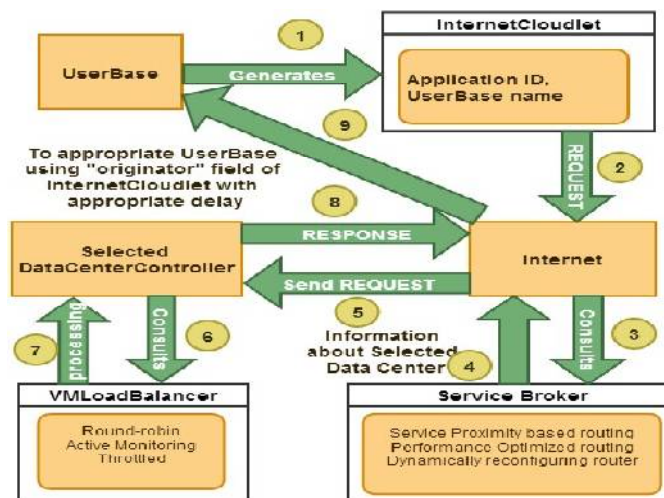 InternetCloudlet
1
UserBase
Generates
Application ID,
UserBase name
9
To appropriate UserBase
using "originator" field of
InternetCloudlet with
appropriate delay
REQUEST
2
8
Selected
DataCenterController
RESPONSE
Internet
Send REQUEST
5
Information
about Selected
Data Center
4
Consults
3
7
processing
Consults
6
VMLoadBalancer
Round-robin
Active Monitoring
Throttled
Service Broker
Service Proximity based routing
Performance Optimized routing
Dynamically reconfiguring router